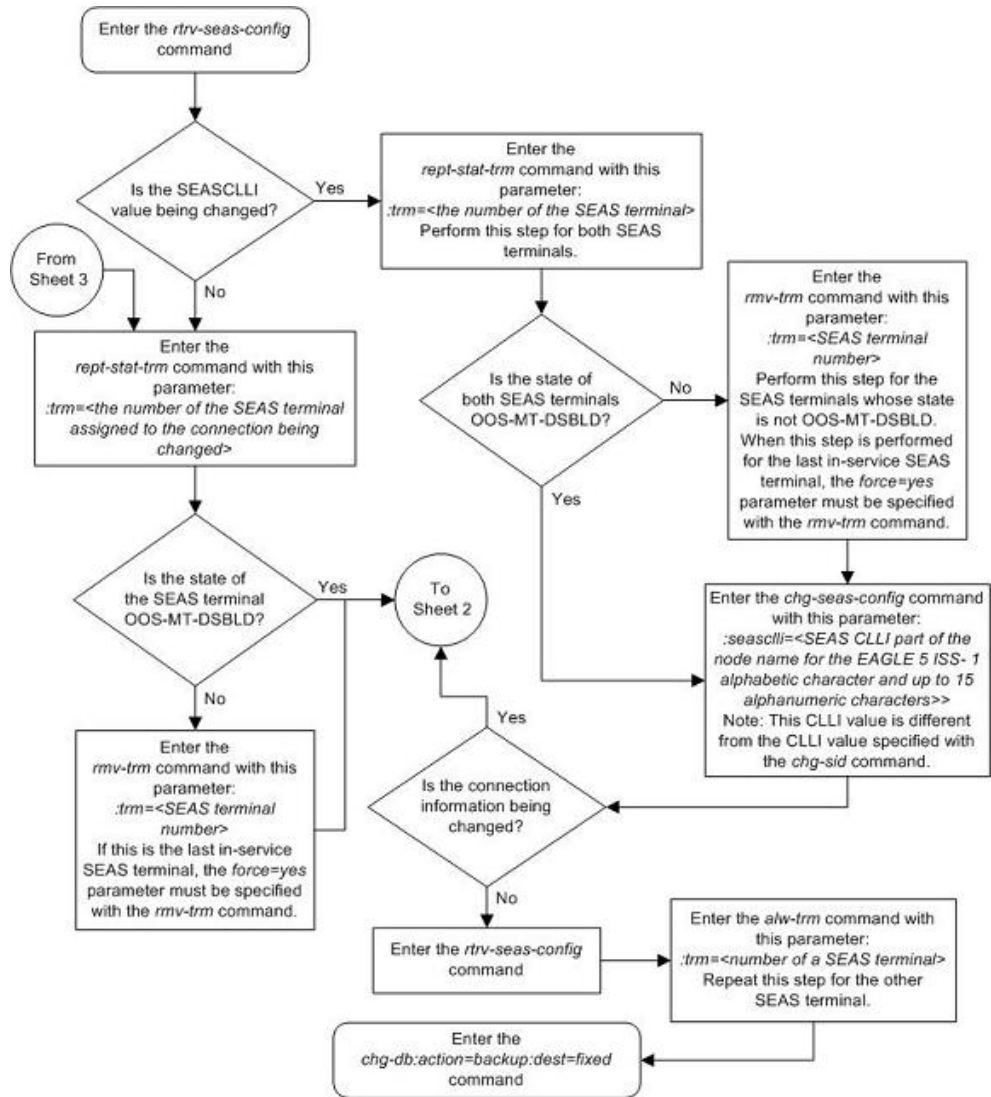 Enter the rtrv-seas-config
command
Is the SEASCLLI
value being changed?
Yes
No
Enter the
rept-stat-trm command with this
parameter:
:trm=<the number of the SEAS terminal>
Perform this step for both SEAS
terminals.
From
Sheet 3
Enter the
rept-stat-trm command with this
parameter:
:trm=<the number of the SEAS terminal
assigned to the connection being
changed>
Is the state of
both SEAS terminals
OOS-MT-DSBLD?
No
Yes
Enter the
rmv-trm command with this
parameter:
:trm=<SEAS terminal
number>
Perform this step for the
SEAS terminals whose state
is not OOS-MT-DSBLD.
When this step is performed
for the last in-service SEAS
terminal, the force=yes
parameter must be specified
with the rmv-trm command.
Is the state of
the SEAS terminal
OOS-MT-DSBLD?
Yes
No
To
Sheet 2
Enter the chg-seas-config command
with this parameter:
:seasclli=<SEAS CLLI part of the
node name for the EAGLE 5 ISS- 1
alphabetic character and up to 15
alphanumeric characters>>
Note: This CLLI value is different
from the CLLI value specified with
the chg-sid command.
Enter the
rmv-trm command with this
parameter:
:trm=<SEAS terminal
number>
If this is the last in-service
SEAS terminal, the force=yes
parameter must be specified
with the rmv-trm command.
Yes
Is the connection
information being
changed?
No
Enter the rtrv-seas-config
command
Enter the alw-trm command with
this parameter:
:trm=<number of a SEAS terminal>
Repeat this step for the other
SEAS terminal.
Enter the
chg-db:action=backup:dest=fixed
command